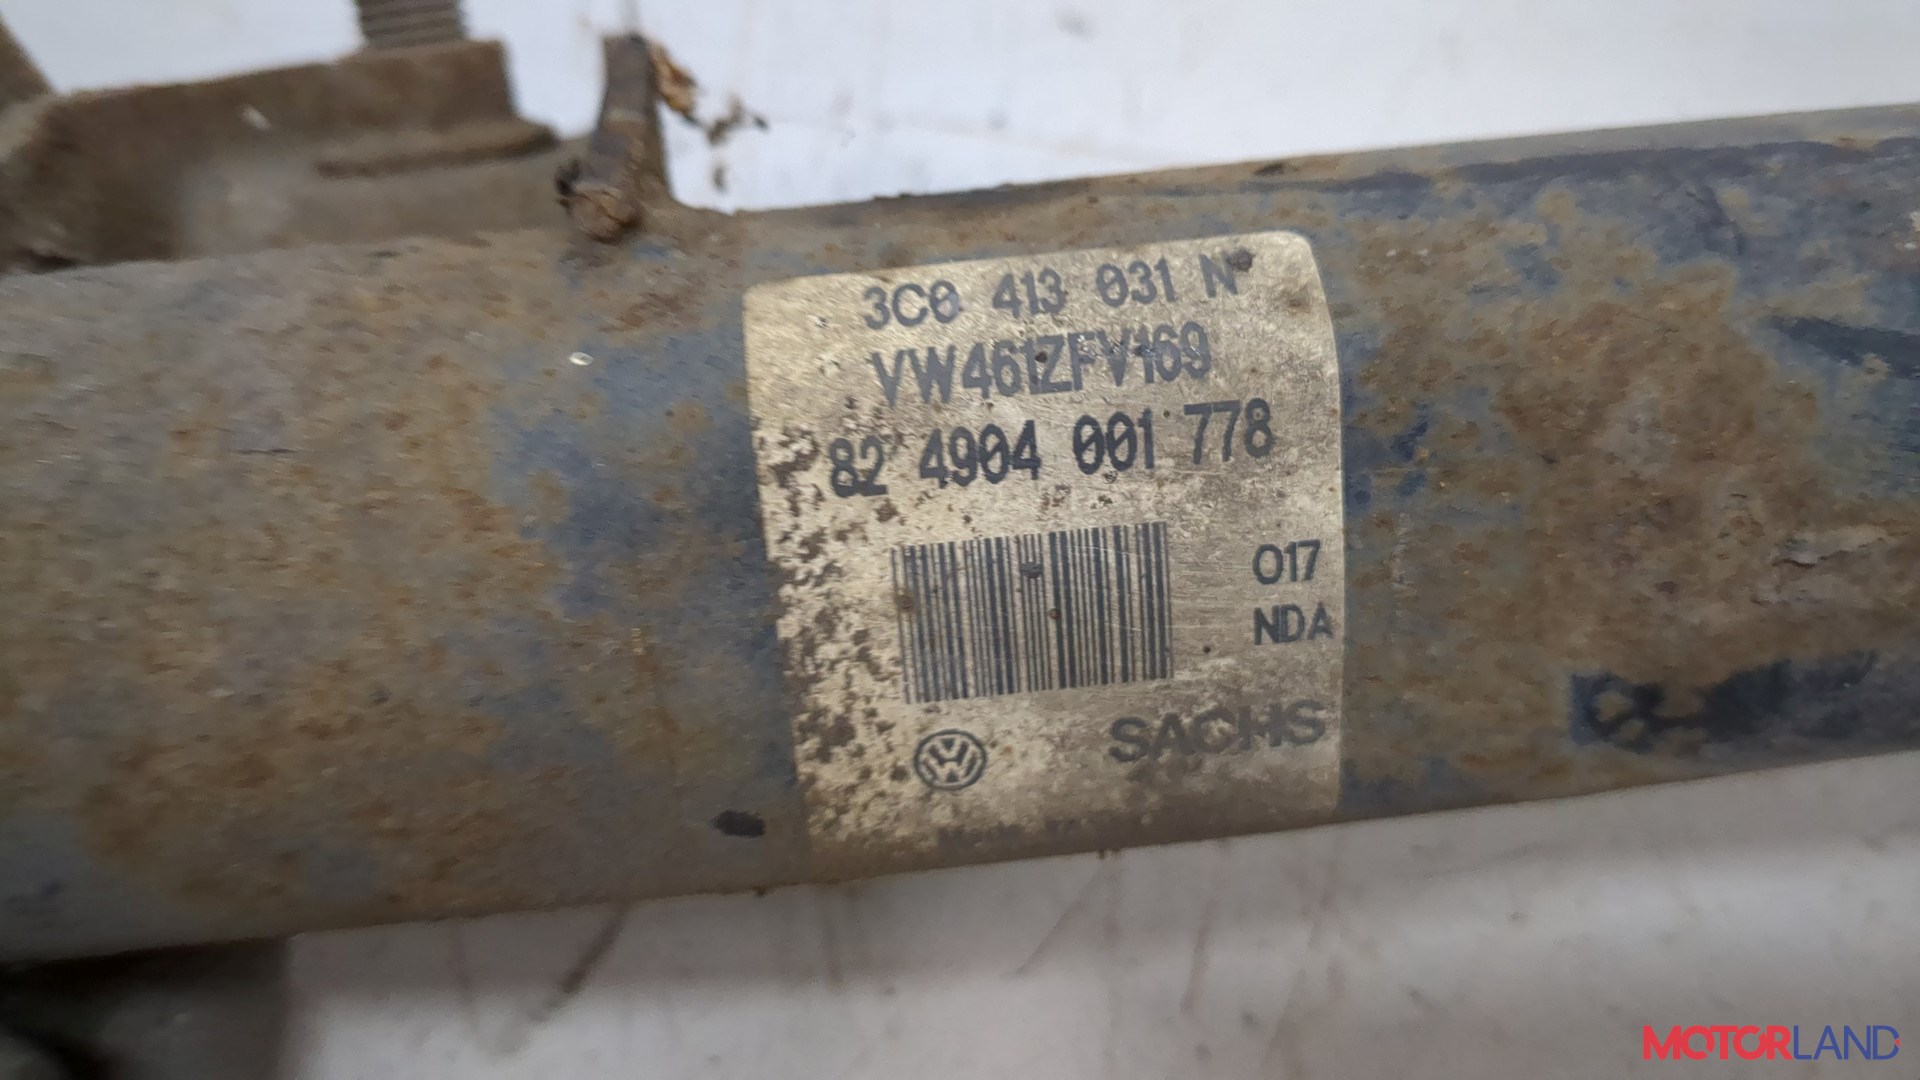 3C0 413 031 N
VW461ZFV169
82 4904 001 778
017
NDA
SACHS
MOTORLAND